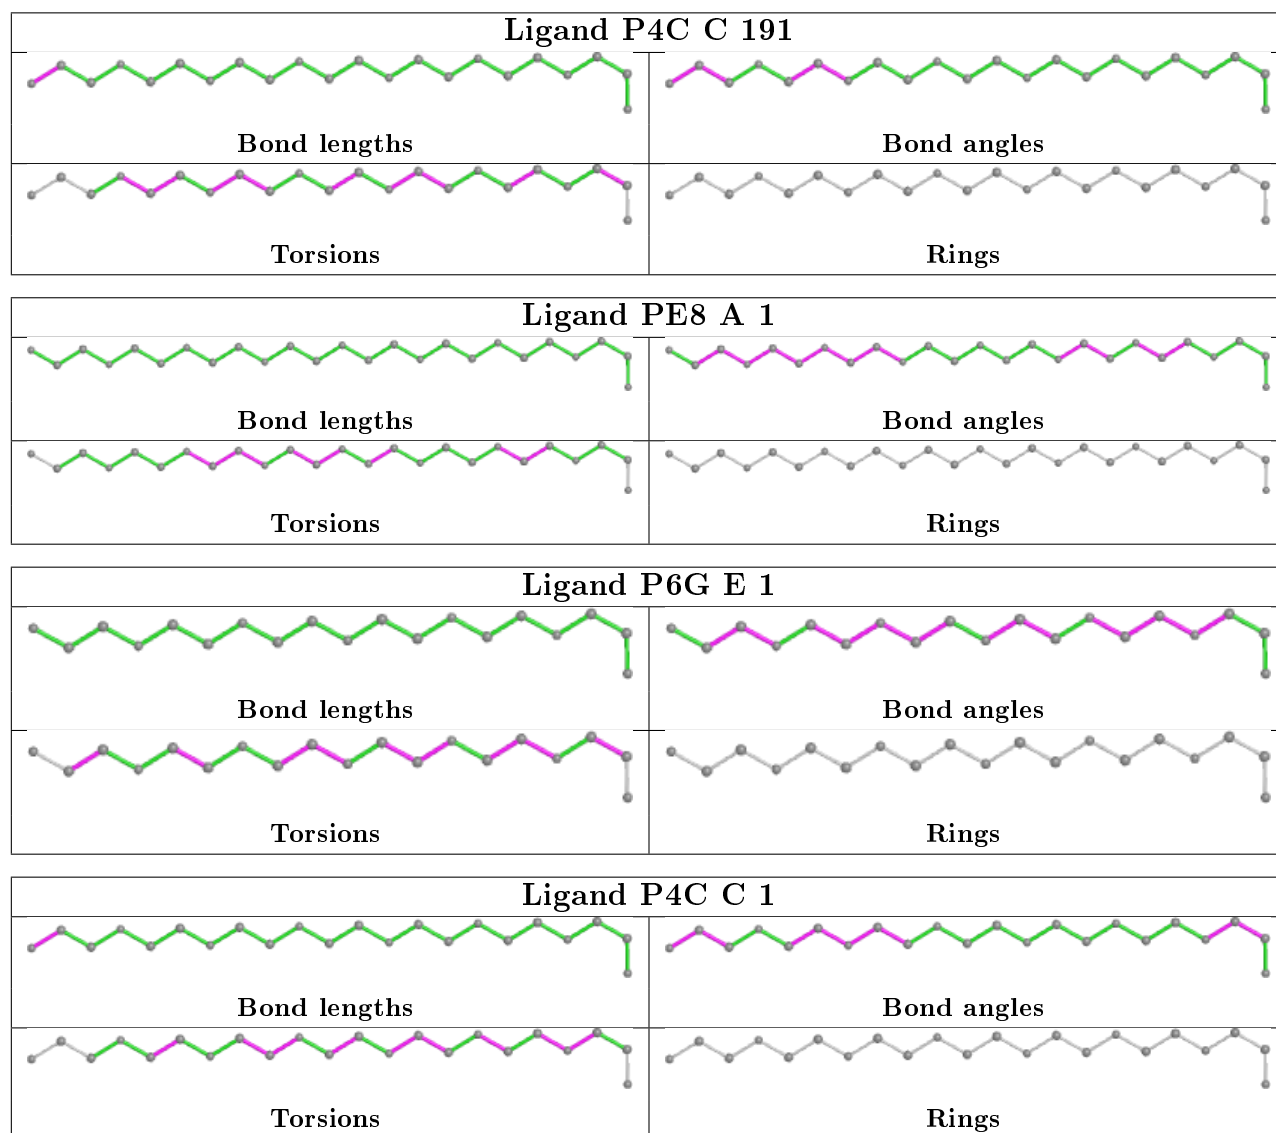 Ligand P4C C 191
Bond lengths
Bond angles
Torsions
Rings
Ligand PE8 A 1
Bond lengths
Bond angles
Torsions
Rings
Ligand P6G E 1
Bond lengths
Bond angles
Torsions
Rings
Ligand P4C C 1
Bond lengths
Bond angles
Torsions
Rings